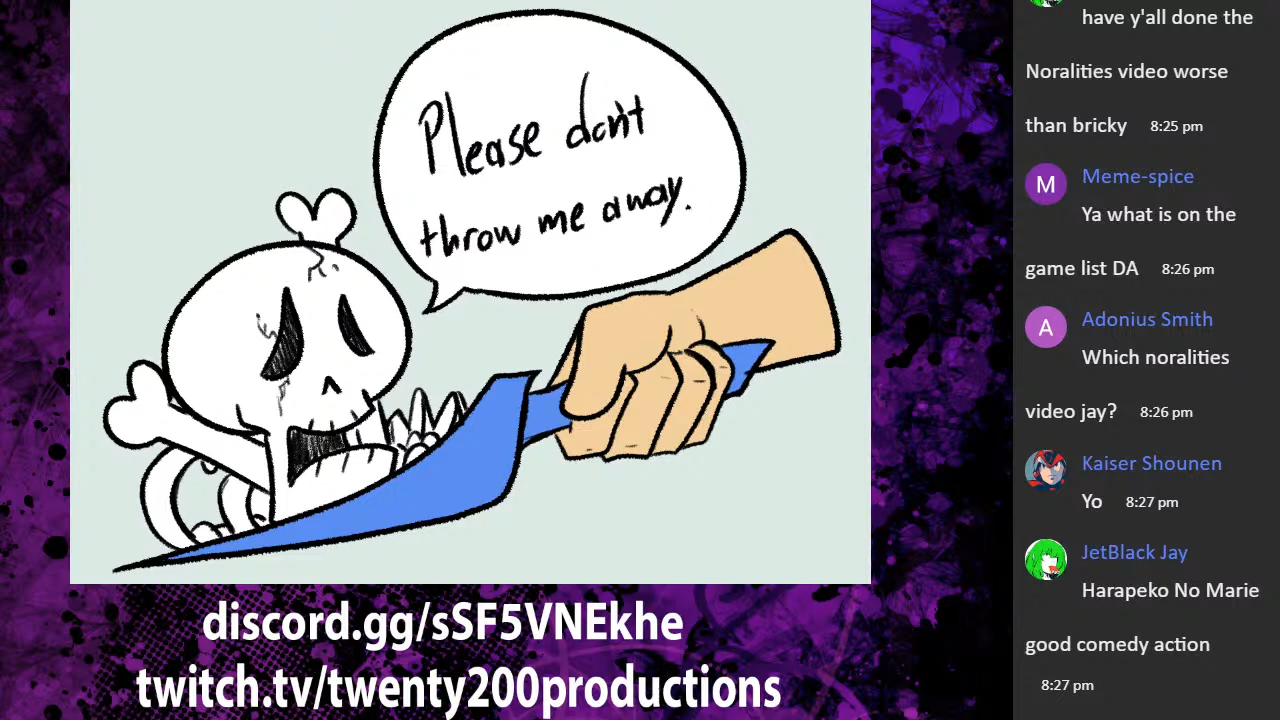 Please don't
throw me away.
discord.gg/sSF5VNEkhe
twitch.tv/twenty200productions
have y'all done the
Noralities video worse
than bricky 8:25 pm
M
Meme-spice
Ya what is on the
game list DA 8:26 pm
A
Adonius Smith
Which noralities
video jay? 8:26 pm
Kaiser Shounen
Yo 8:27 pm
JetBlack Jay
Harapeko No Marie
good comedy action
8:27 pm